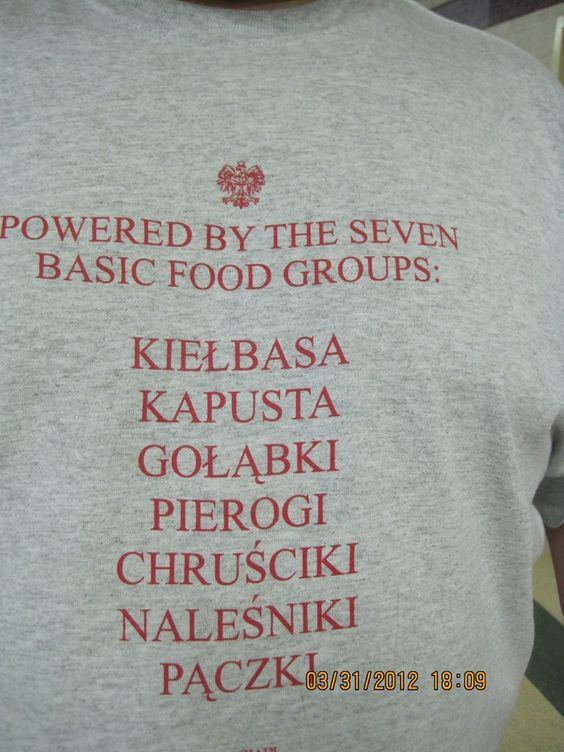 POWERED BY THE SEVEN
BASIC FOOD GROUPS:
KIEŁBASA
KAPUSTA
GOŁĄBKI
PIEROGI
CHRUŚCIKI
NALEŚNIKI
PĄCZKI
03/31/2012 18:09